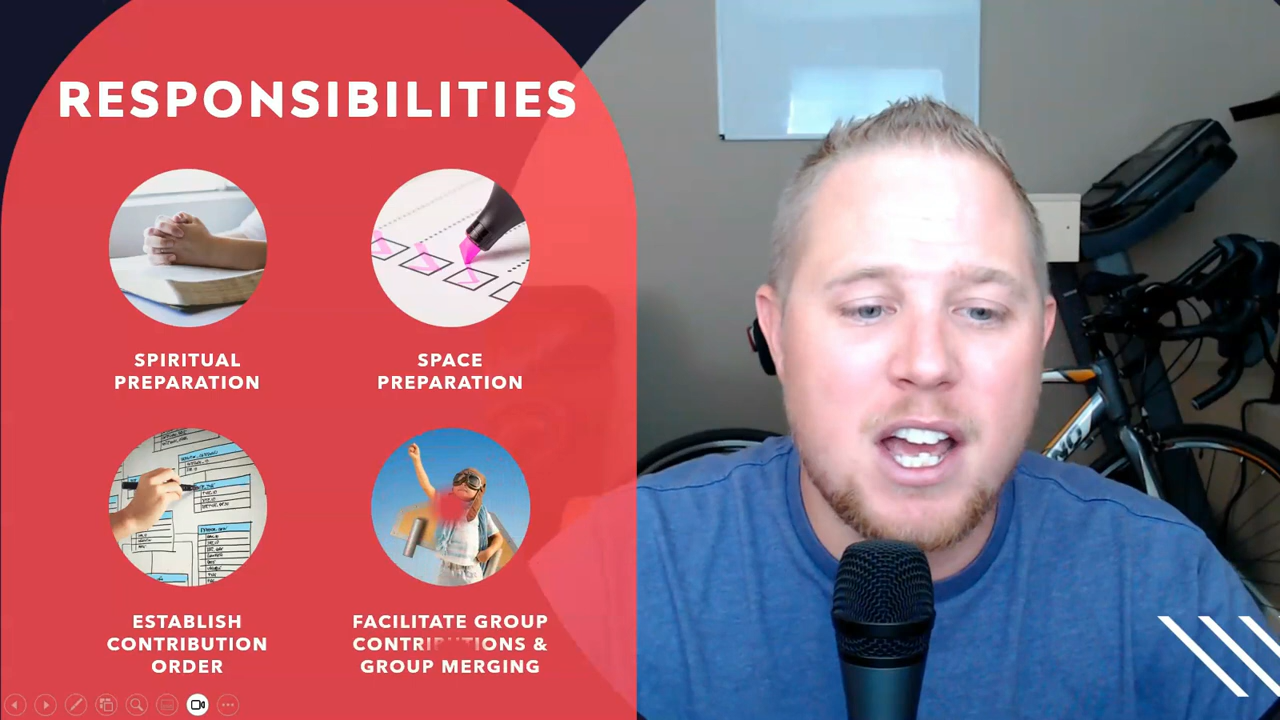 RESPONSIBILITIES
SPIRITUAL
PREPARATION
SPACE
PREPARATION
ESTABLISH
CONTRIBUTION
ORDER
FACILITATE GROUP
CONTRIBUTIONS &
GROUP MERGING